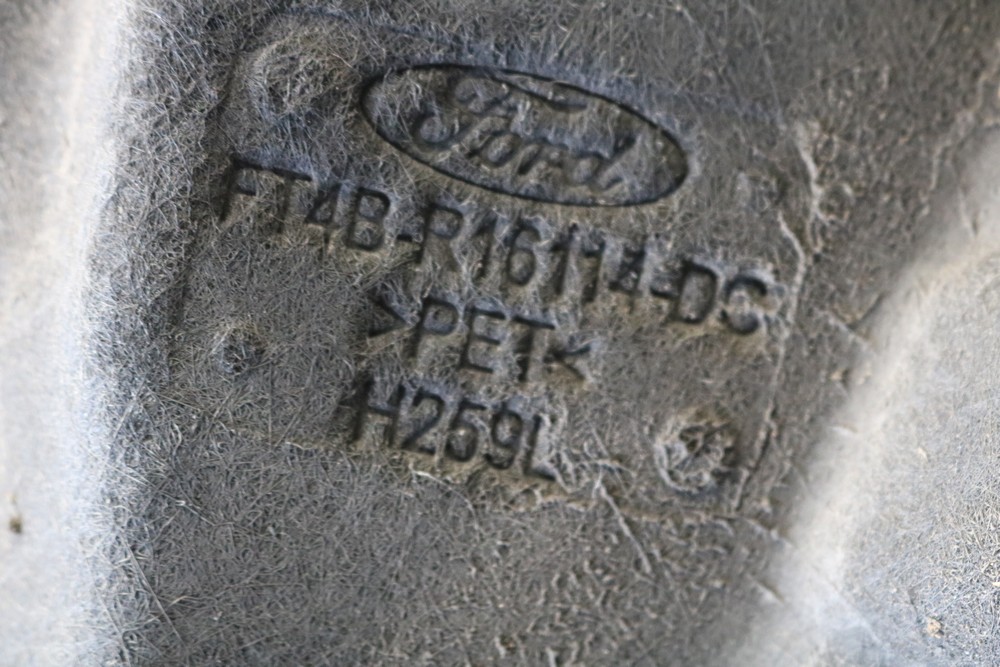 Ford
FT4B-R16114-DC
>PET<
H259L